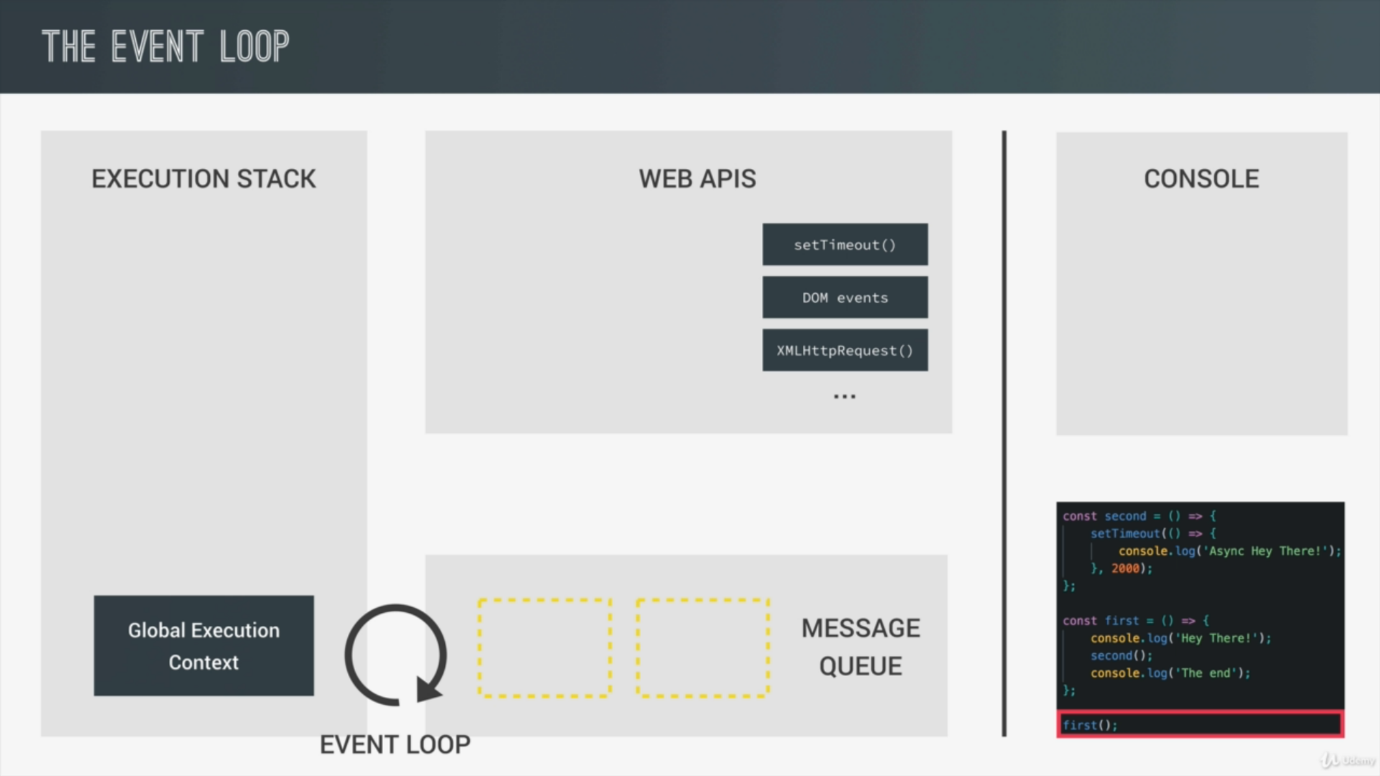 THE EVENT LOOP
EXECUTION STACK
Global Execution
Context
EVENT LOOP
WEB APIS
setTimeout()
DOM events
XMLHttpRequest()
...
MESSAGE
QUEUE
CONSOLE
const second = () => {
    setTimeout(() => {
        console.log('Async Hey There!');
    }, 2000);
};
const first = () => {
    console.log('Hey There!');
    second();
    console.log('The end');
};
first();
Udemy